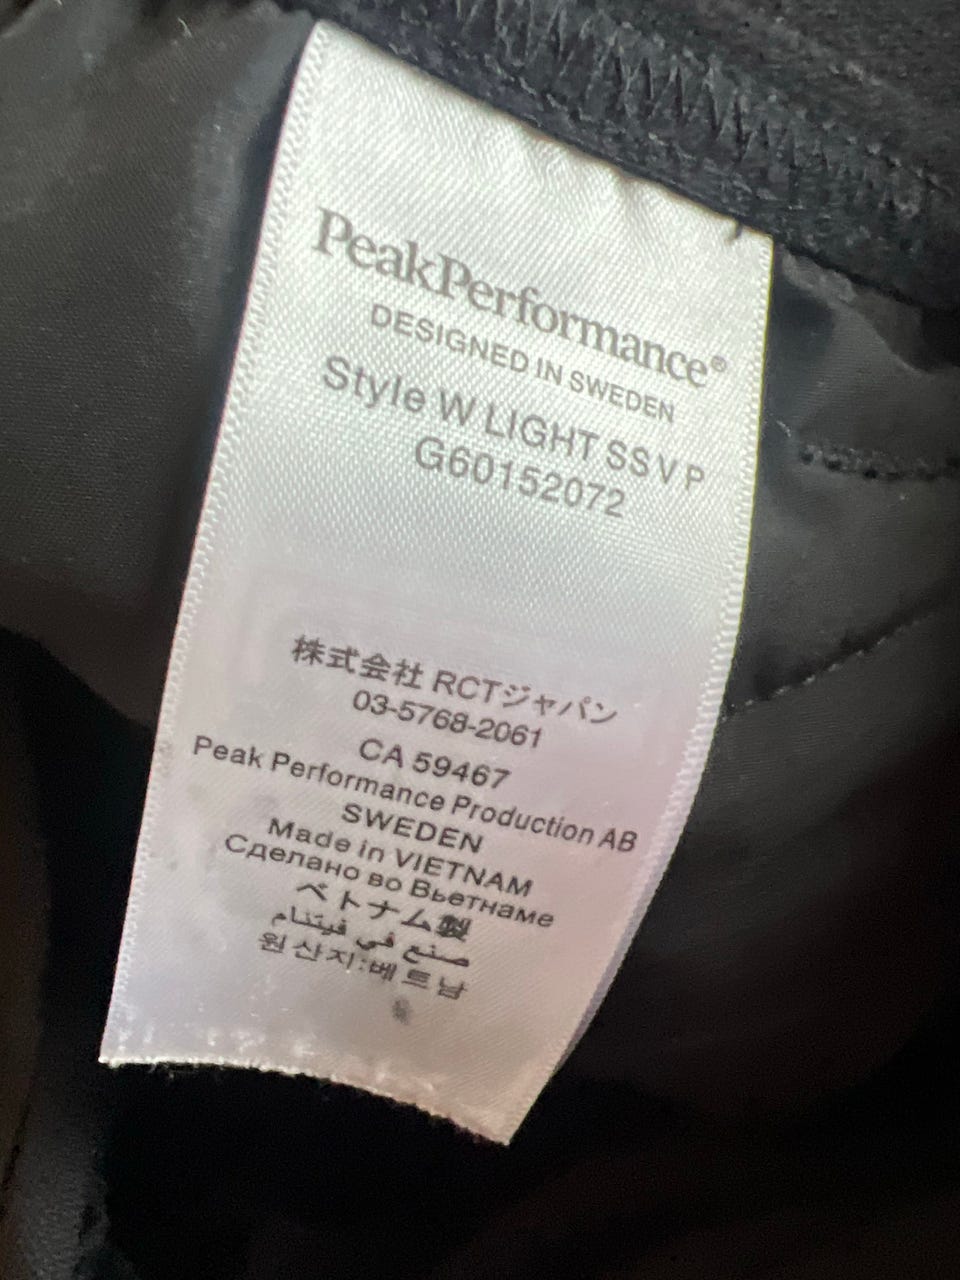 PeakPerformance®
DESIGNED IN SWEDEN
Style W LIGHT SS V P
G60152072
株式会社 RCTジャパン
03-5768-2061
CA 59467
Peak Performance Production AB
SWEDEN
Made in VIETNAM
Сделано во Вьетнаме
ベトナム製
صنع في فيتنام
원산지:베트남